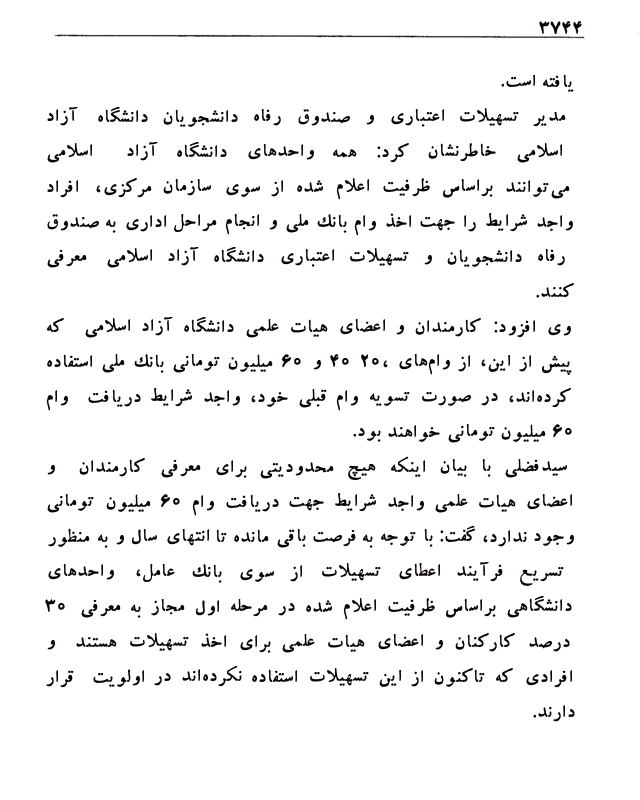 ۳۷۴۴
یافته است.
مدیر تسهیلات اعتباری و صندوق رفاه دانشجویان دانشگاه آزاد
اسلامی خاطرنشان کرد: همه واحدهای دانشگاه آزاد اسلامی
می‌توانند براساس ظرفیت اعلام شده از سوی سازمان مرکزی، افراد
واجد شرایط را جهت اخذ وام بانك ملی و انجام مراحل اداری به صندوق
رفاه دانشجویان و تسهیلات اعتباری دانشگاه آزاد اسلامی معرفی
کنند.
وی افزود: کارمندان و اعضای هیات علمی دانشگاه آزاد اسلامی که
پیش از این، از وام‌های ۲۰، ۴۰ و ۶۰ میلیون تومانی بانك ملی استفاده
کرده‌اند، در صورت تسویه وام قبلی خود، واجد شرایط دریافت وام
۶۰ میلیون تومانی خواهند بود.
سیدفضلی با بیان اینکه هیچ محدودیتی برای معرفی کارمندان و
اعضای هیات علمی واجد شرایط جهت دریافت وام ۶۰ میلیون تومانی
وجود ندارد، گفت: با توجه به فرصت باقی مانده تا انتهای سال و به منظور
تسریع فرآیند اعطای تسهیلات از سوی بانك عامل، واحدهای
دانشگاهی براساس ظرفیت اعلام شده در مرحله اول مجاز به معرفی ۳۰
درصد کارکنان و اعضای هیات علمی برای اخذ تسهیلات هستند و
افرادی که تاکنون از این تسهیلات استفاده نکرده‌اند در اولویت قرار
دارند.